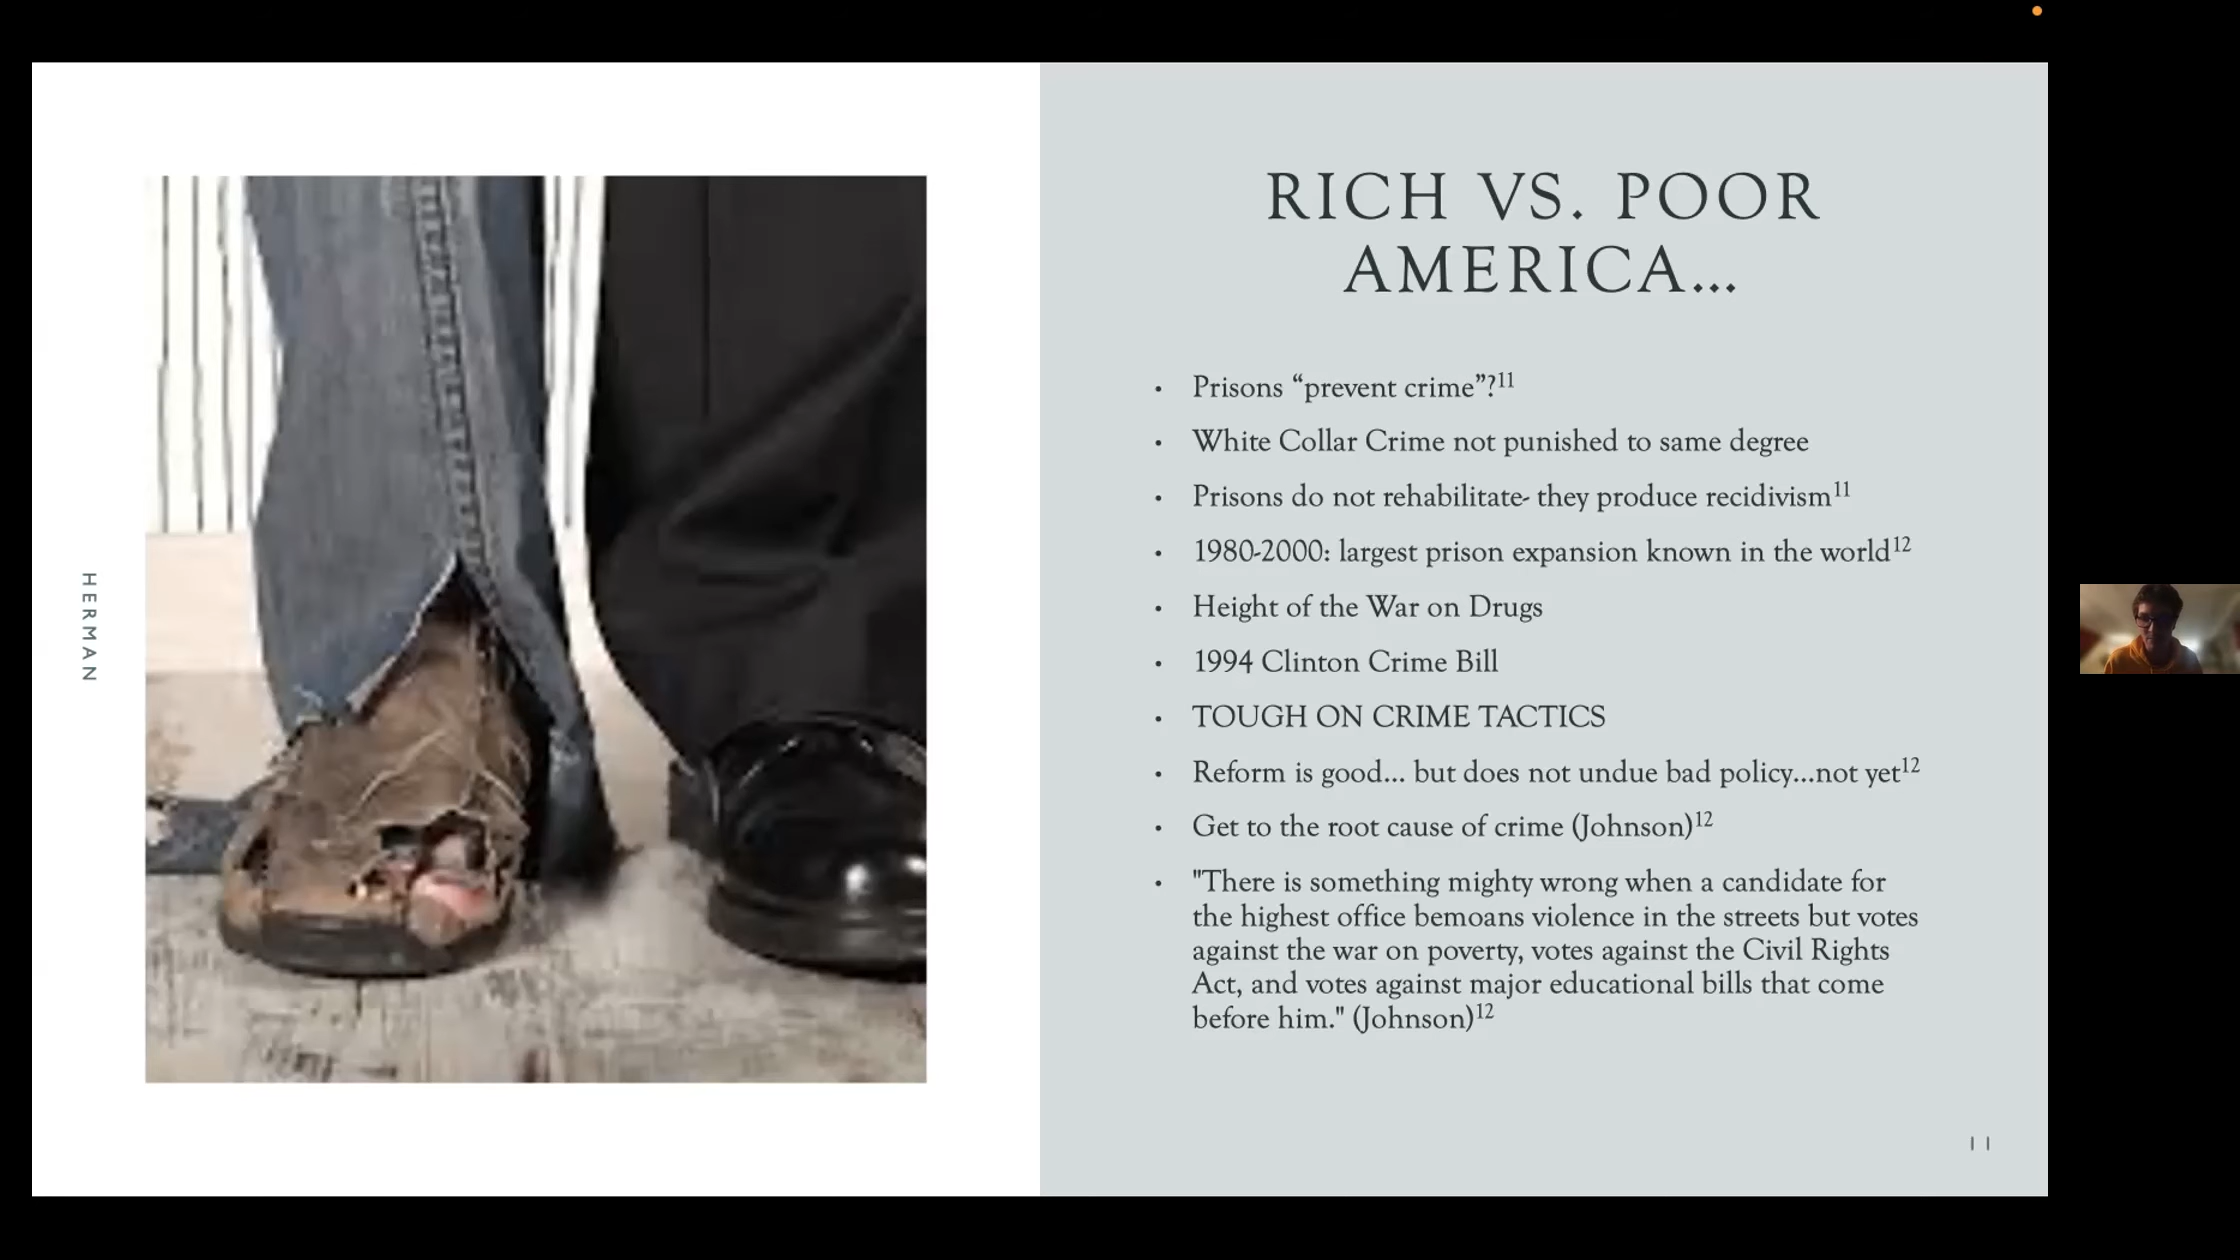 HERMAN
RICH VS. POOR
AMERICA...
• Prisons “prevent crime”?¹¹
• White Collar Crime not punished to same degree
• Prisons do not rehabilitate- they produce recidivism¹¹
• 1980-2000: largest prison expansion known in the world¹²
• Height of the War on Drugs
• 1994 Clinton Crime Bill
• TOUGH ON CRIME TACTICS
• Reform is good... but does not undue bad policy...not yet¹²
• Get to the root cause of crime (Johnson)¹²
• "There is something mighty wrong when a candidate for
the highest office bemoans violence in the streets but votes
against the war on poverty, votes against the Civil Rights
Act, and votes against major educational bills that come
before him." (Johnson)¹²
11